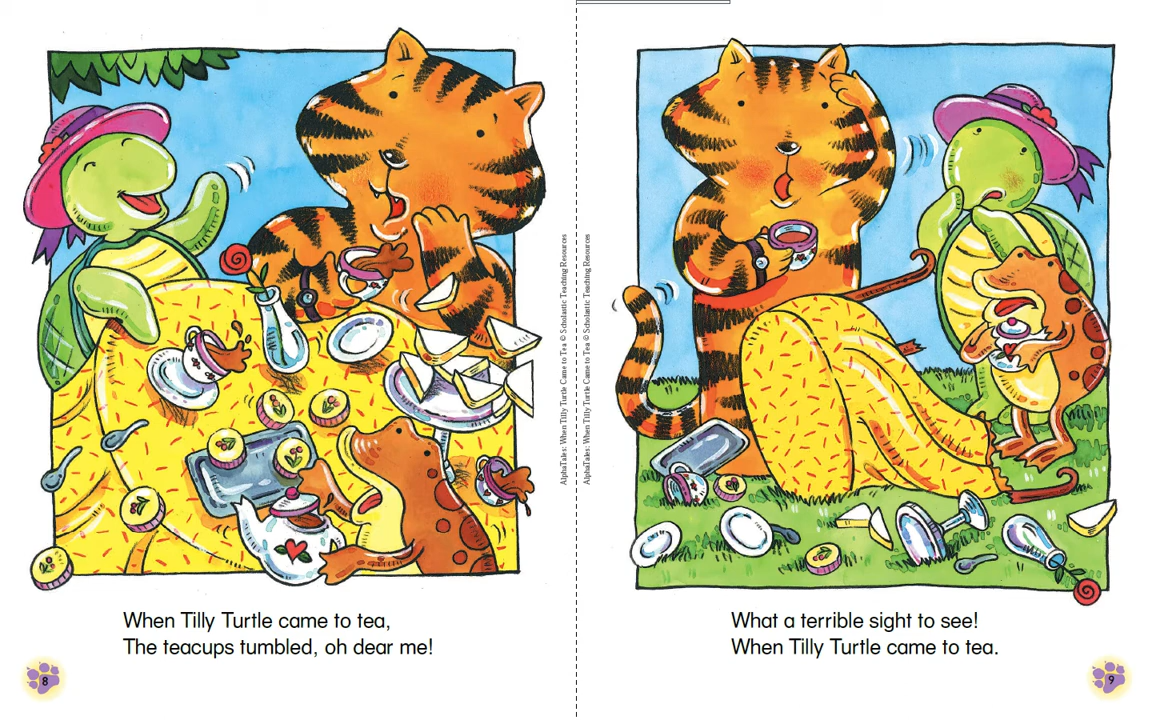 When Tilly Turtle came to tea,
The teacups tumbled, oh dear me!
8
AlphaTales: When Tilly Turtle Came to Tea © Scholastic Teaching Resources
AlphaTales: When Tilly Turtle Came to Tea © Scholastic Teaching Resources
What a terrible sight to see!
When Tilly Turtle came to tea.
9